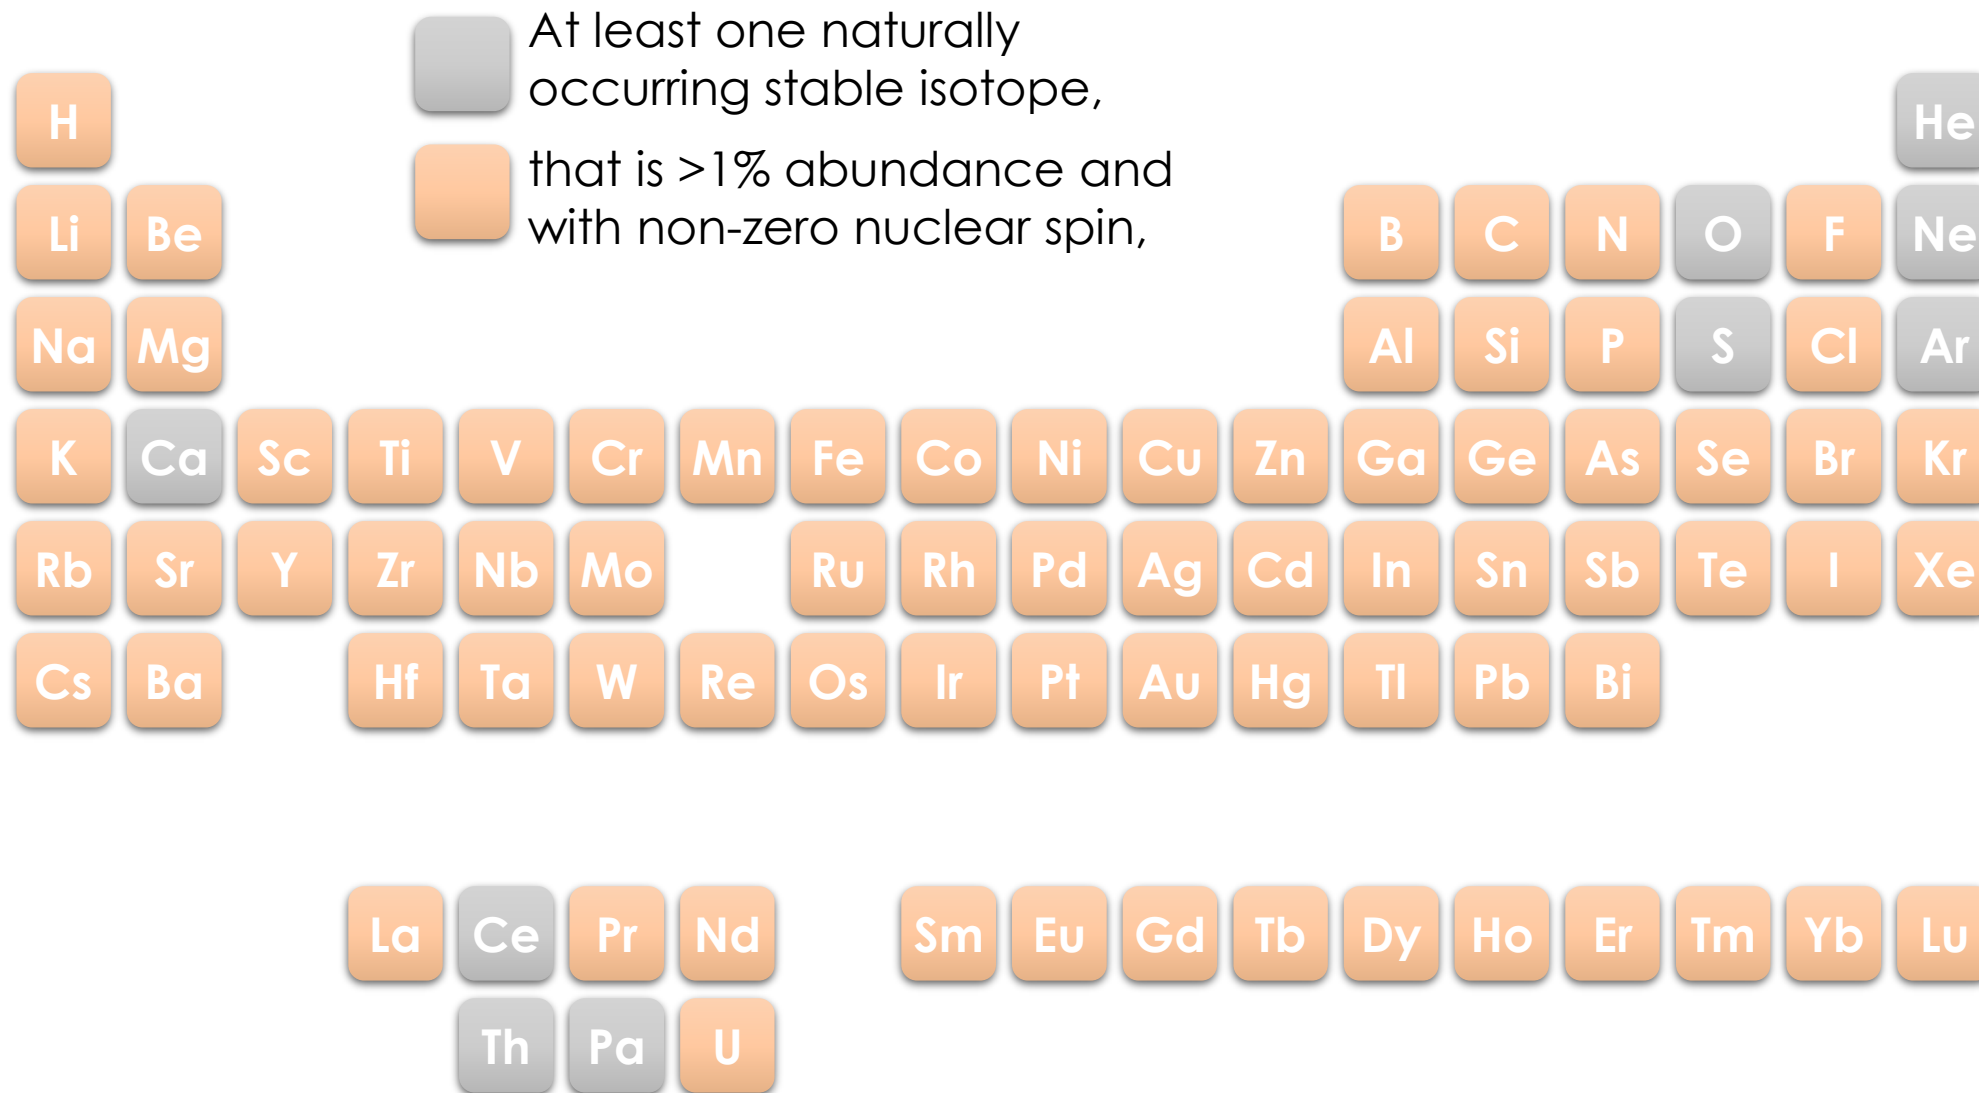 At least one naturally
occurring stable isotope,
that is >1% abundance and
with non-zero nuclear spin,
H He
Li Be B C N O F Ne
Na Mg Al Si P S Cl Ar
K Ca Sc Ti V Cr Mn Fe Co Ni Cu Zn Ga Ge As Se Br Kr
Rb Sr Y Zr Nb Mo Ru Rh Pd Ag Cd In Sn Sb Te I Xe
Cs Ba Hf Ta W Re Os Ir Pt Au Hg Tl Pb Bi
La Ce Pr Nd Sm Eu Gd Tb Dy Ho Er Tm Yb Lu
Th Pa U